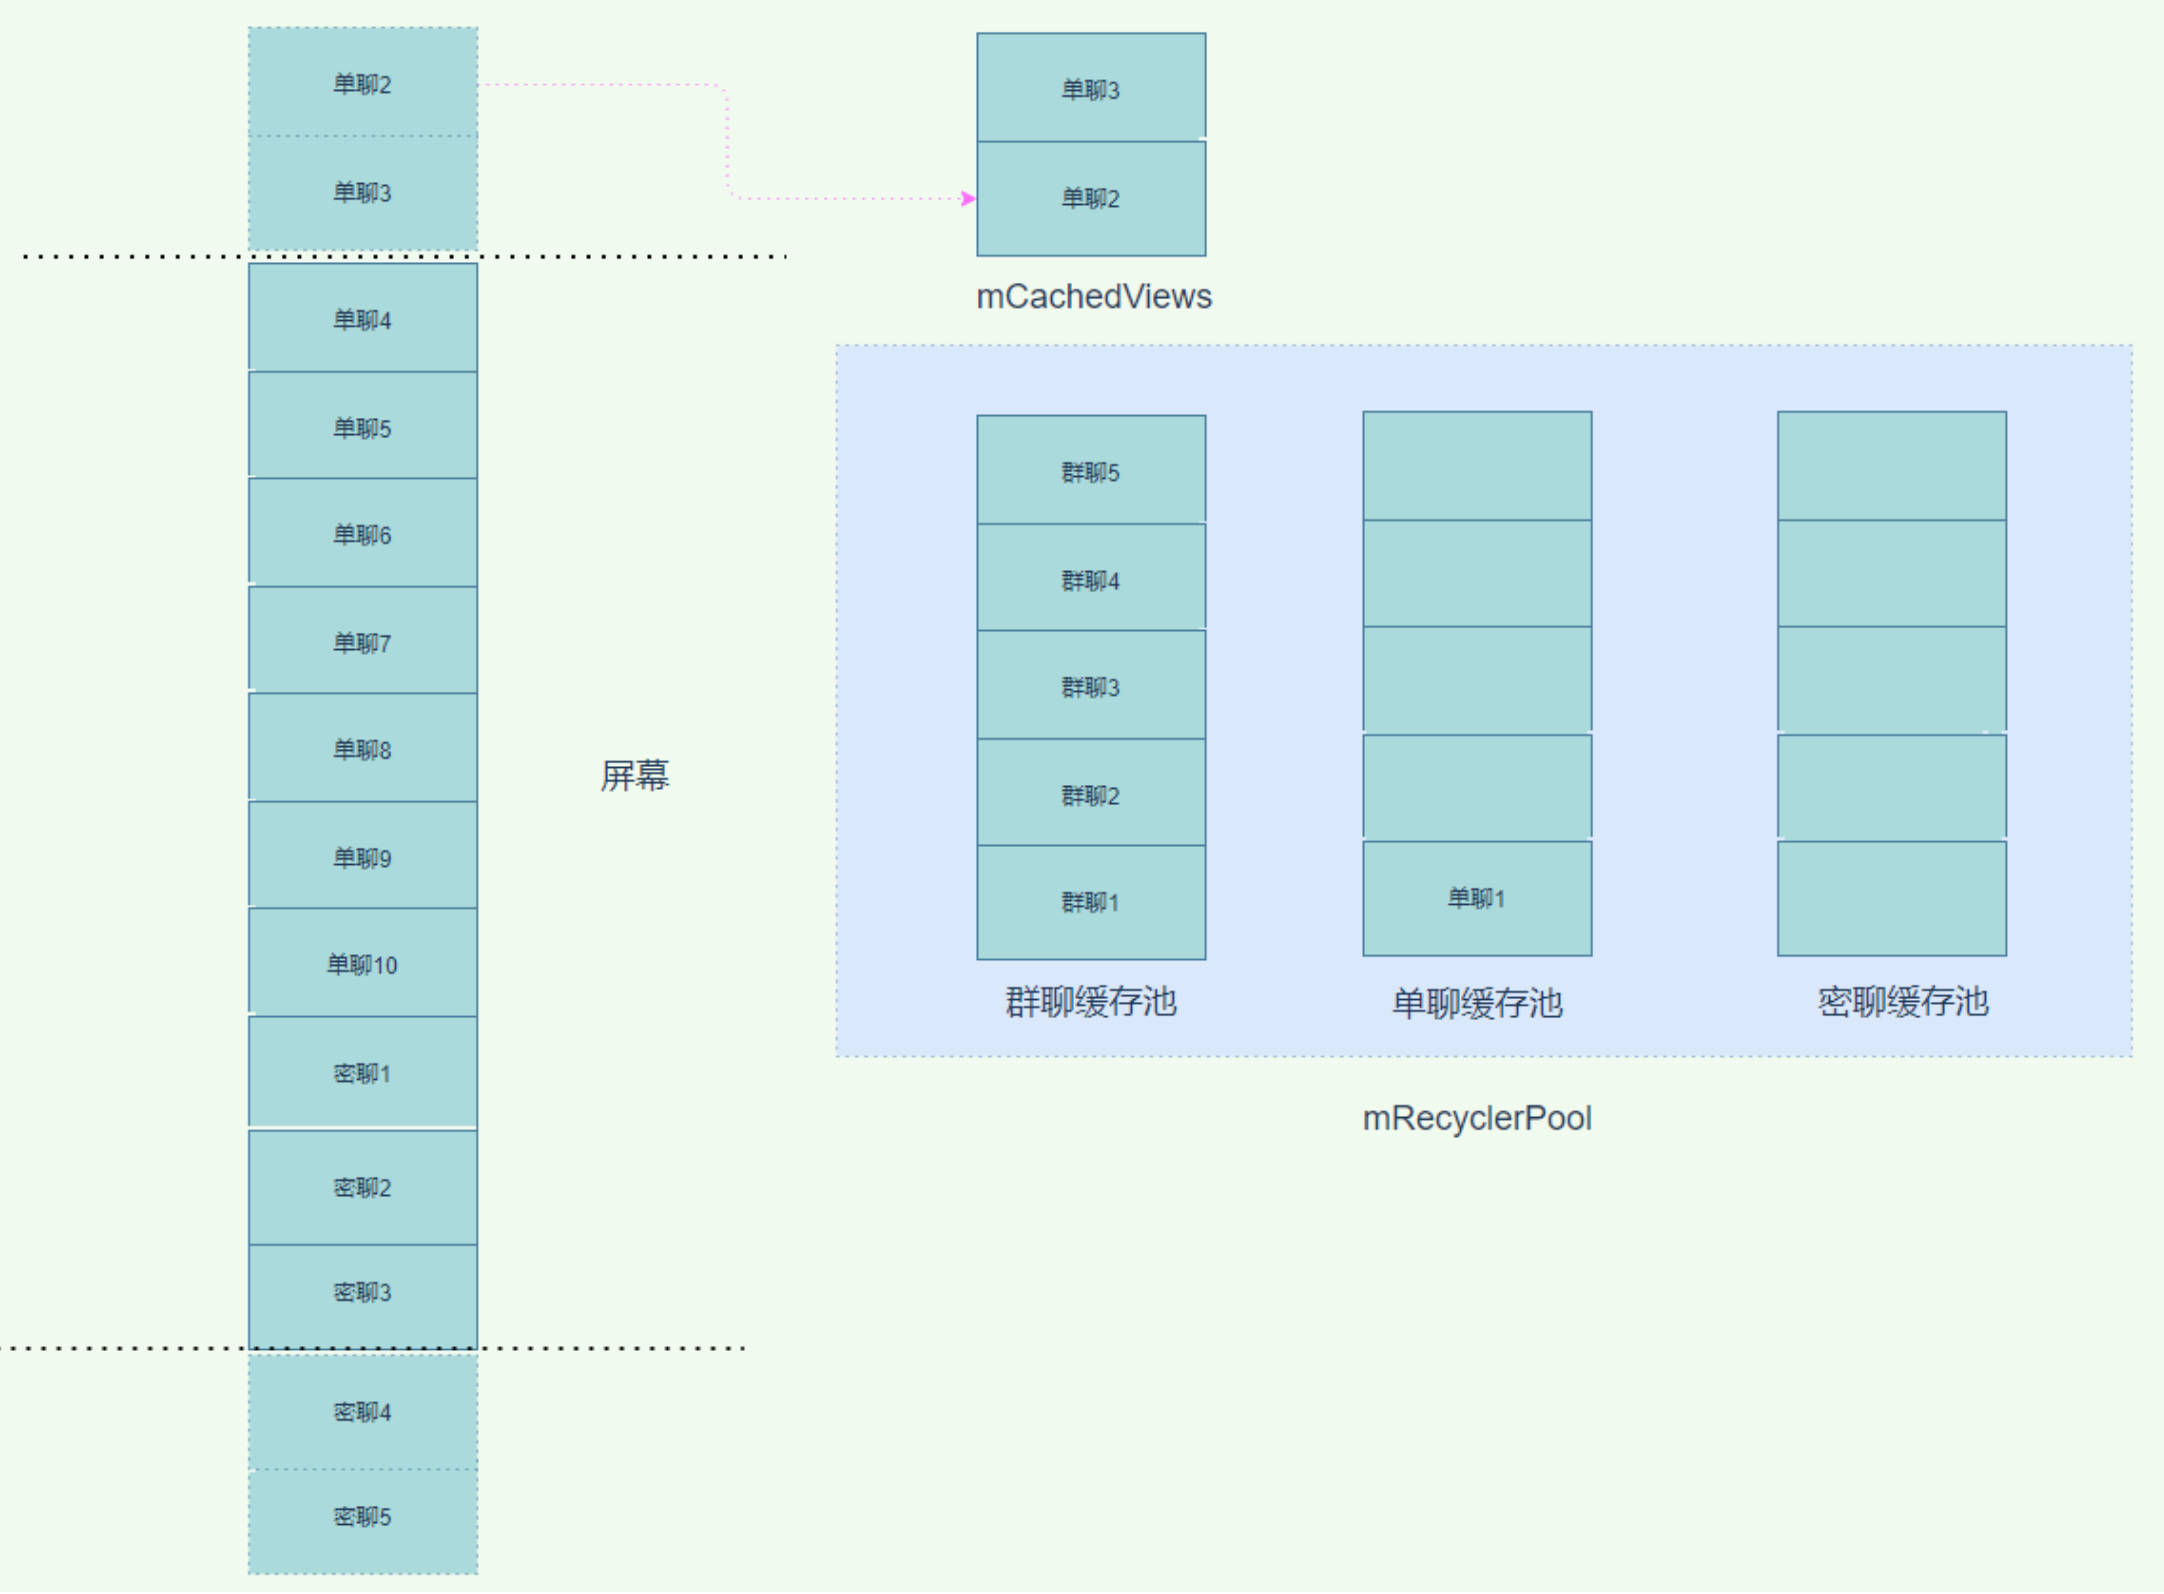 单聊2
单聊3
单聊4
单聊5
单聊6
单聊7
单聊8
单聊9
单聊10
密聊1
密聊2
密聊3
密聊4
密聊5
屏幕
单聊3
单聊2
mCachedViews
群聊5
群聊4
群聊3
群聊2
群聊1
群聊缓存池
单聊1
单聊缓存池
密聊缓存池
mRecyclerPool